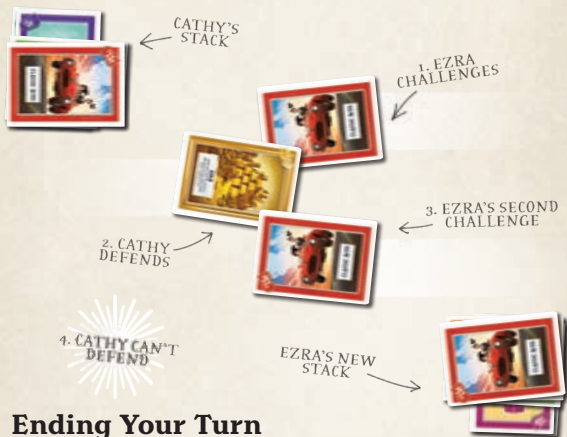 CATHY'S
STACK
1. EZRA
CHALLENGES
2. CATHY
DEFENDS
3. EZRA'S SECOND
CHALLENGE
4. CATHY CAN'T
DEFEND
EZRA'S NEW
STACK
Ending Your Turn